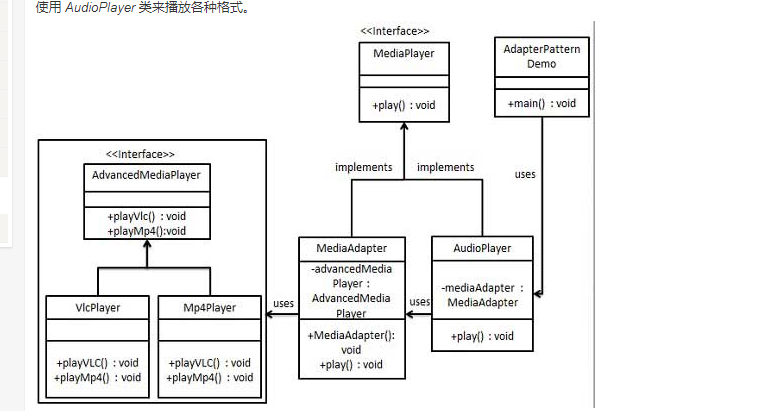 使用 AudioPlayer 类来播放各种格式。
<<Interface>>
MediaPlayer
+play() : void
AdapterPattern
Demo
+main() : void
implements
implements
uses
<<Interface>>
AdvancedMediaPlayer
+playVlc() : void
+playMp4():void
VlcPlayer
+playVLC() : void
+playMp4() : void
Mp4Player
+playVLC() : void
+playMp4() : void
uses
MediaAdapter
-advancedMedia
Player :
AdvancedMedia
Player
+MediaAdapter():
void
+play() : void
uses
AudioPlayer
-mediaAdapter :
MediaAdapter
+play() : void